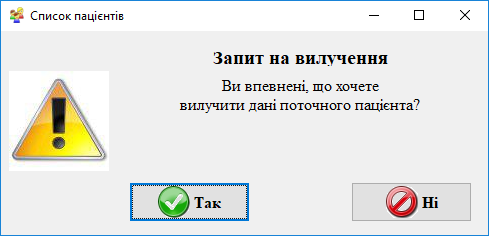 Список пацієнтів
Запит на вилучення
Ви впевнені, що хочете
вилучити дані поточного пацієнта?
Так
Ні